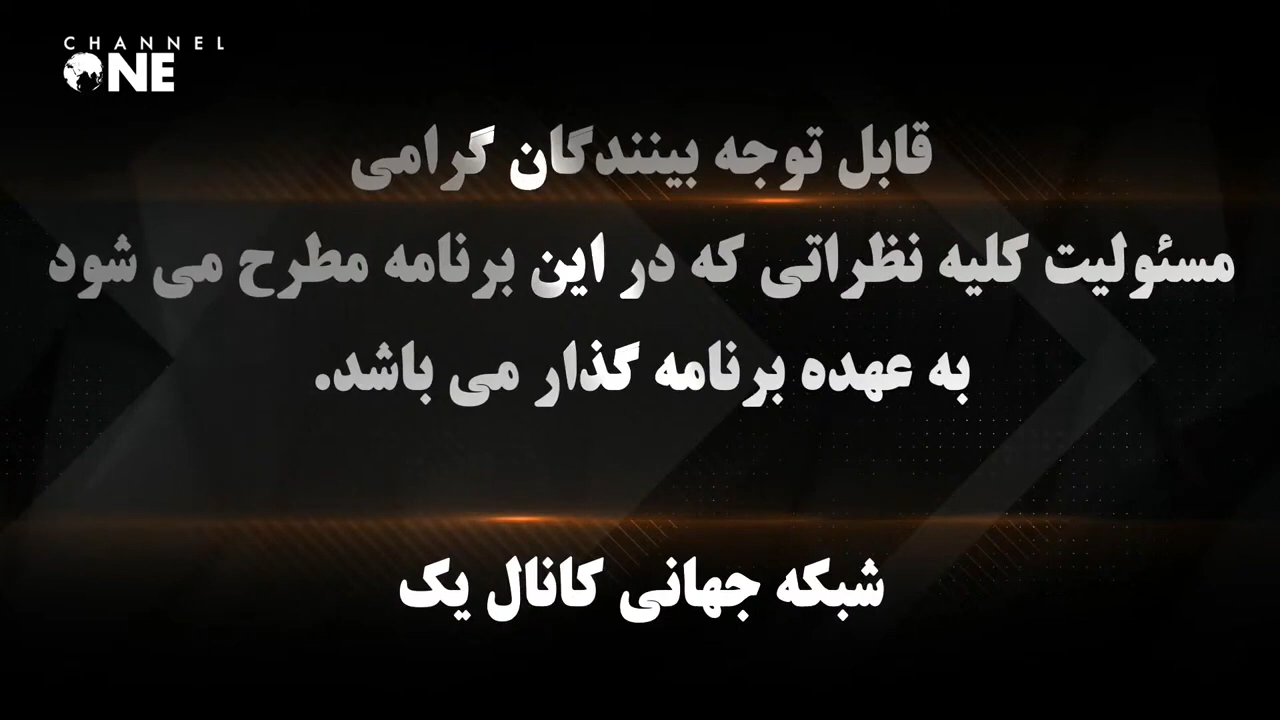 CHANNEL
ONE
قابل توجه بینندگان گرامی
مسئولیت کلیه نظراتی که در این برنامه مطرح می شود
به عهده برنامه گذار می باشد.
شبکه جهانی کانال یک